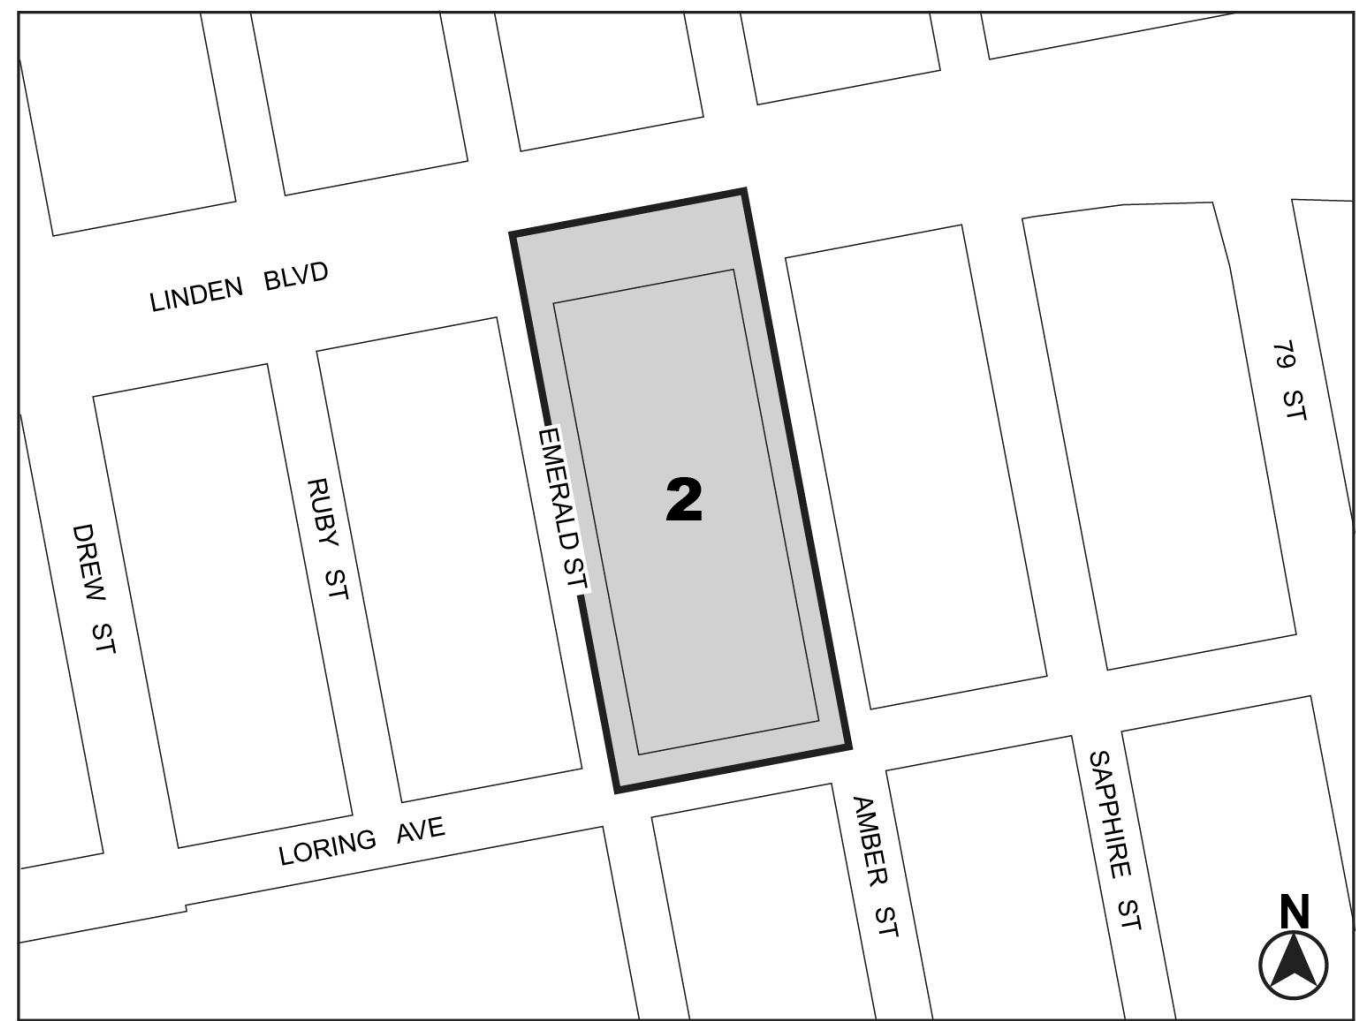 LINDEN BLVD
79 ST
EMERALD ST
2
RUBY ST
DREW ST
LORING AVE
SAPPHIRE ST
AMBER ST
N